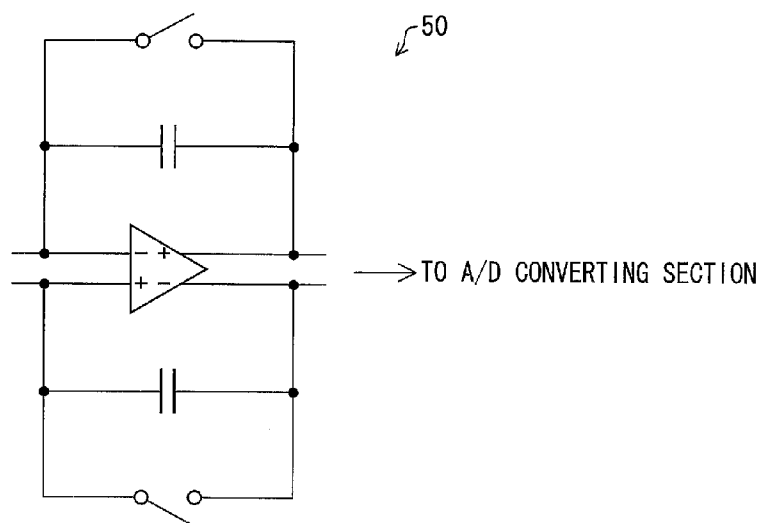 50
− +
+ −
TO A/D CONVERTING SECTION